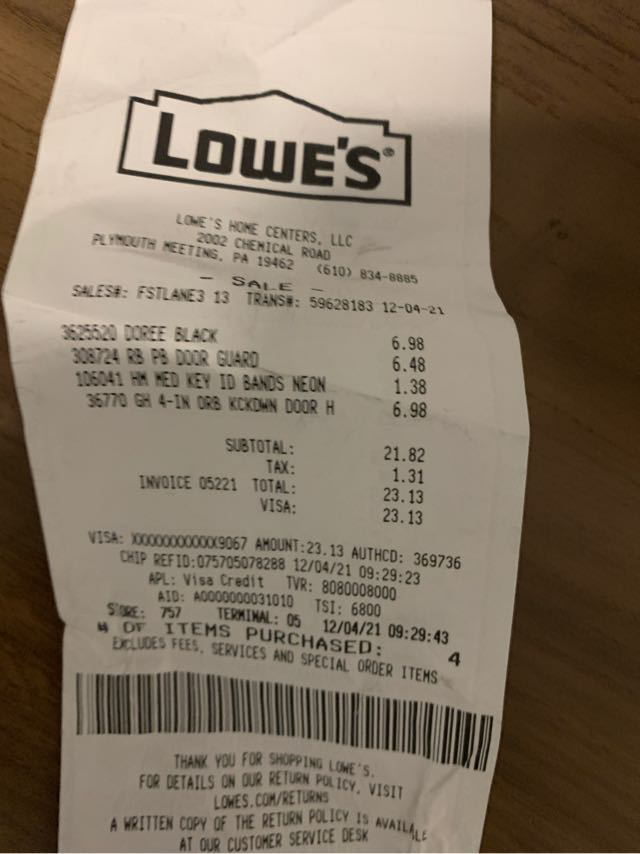 LOWE'S®
LOWE'S HOME CENTERS, LLC
2002 CHEMICAL ROAD
PLYMOUTH MEETING, PA 19462 (610) 834-8885
- SALE -
SALES#: FSTLANE3 13 TRANS#: 59628183 12-04-21
3625520 DOREE BLACK 6.98
308724 RB PB DOOR GUARD 6.48
106041 HM MED KEY ID BANDS NEON 1.38
36770 GH 4-IN ORB KCKDWN DOOR H 6.98
SUBTOTAL: 21.82
TAX: 1.31
INVOICE 05221 TOTAL: 23.13
VISA: 23.13
VISA: XXXXXXXXXXXX9067 AMOUNT:23.13 AUTHCD: 369736
CHIP REFID:075705078288 12/04/21 09:29:23
APL: Visa Credit TVR: 8080008000
AID: A0000000031010 TSI: 6800
STORE: 757 TERMINAL: 05 12/04/21 09:29:43
# OF ITEMS PURCHASED: 4
EXCLUDES FEES, SERVICES AND SPECIAL ORDER ITEMS
THANK YOU FOR SHOPPING LOWE'S.
FOR DETAILS ON OUR RETURN POLICY, VISIT
LOWES.COM/RETURNS
A WRITTEN COPY OF THE RETURN POLICY IS AVAILABLE
AT OUR CUSTOMER SERVICE DESK